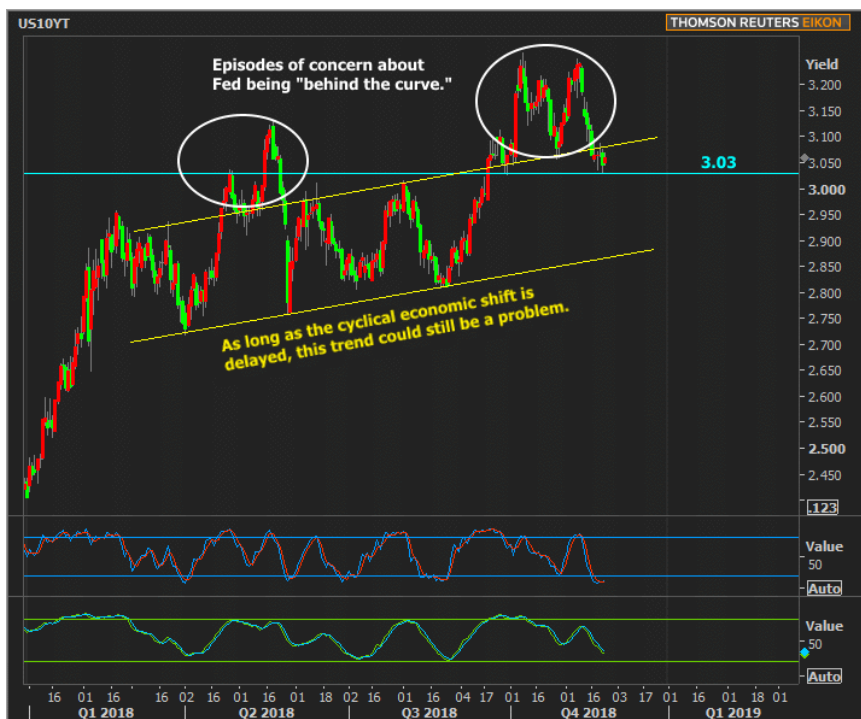 US10YT
THOMSON REUTERS EIKON
Episodes of concern about
Fed being "behind the curve."
Yield
3.200
3.150
3.100
3.050
3.03
3.000
2.950
2.900
2.850
2.800
2.750
2.700
2.650
2.600
2.550
2.500
2.450
As long as the cyclical economic shift is
delayed, this trend could still be a problem.
.123
Value
50
Auto
Value
50
Auto
16 01 16 02 16 01 16 01 18 02 16 01 16 04 17 01 16 01 16 03 17 01 16 01 18 01
Q1 2018 Q2 2018 Q3 2018 Q4 2018 Q1 2019